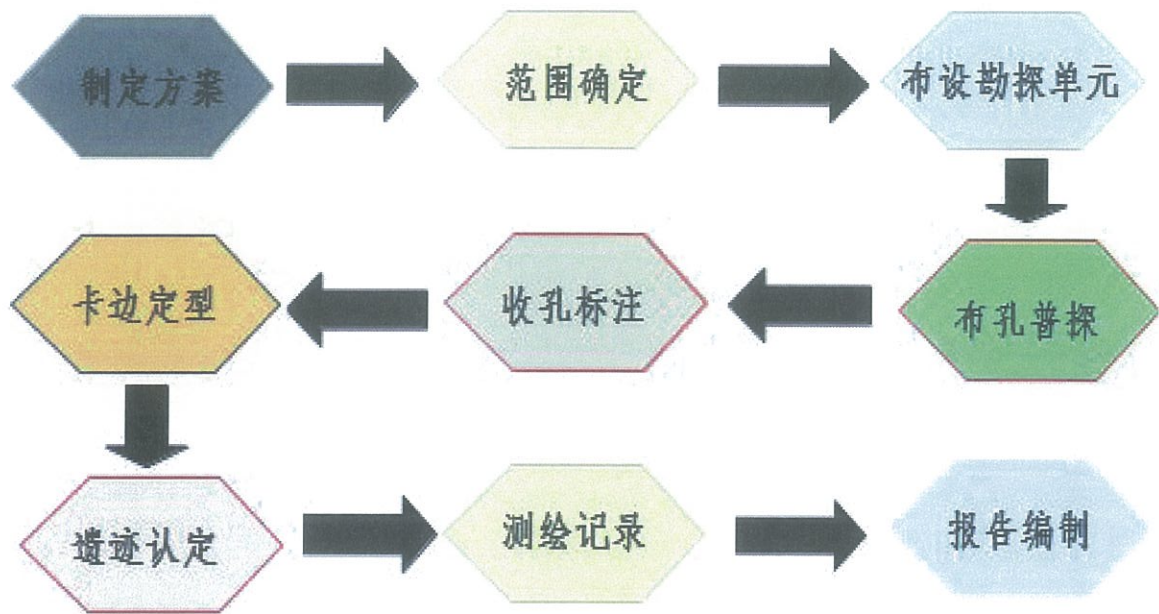 制定方案
范围确定
布设勘探单元
布孔普探
收孔标注
卡边定型
遗迹认定
测绘记录
报告编制